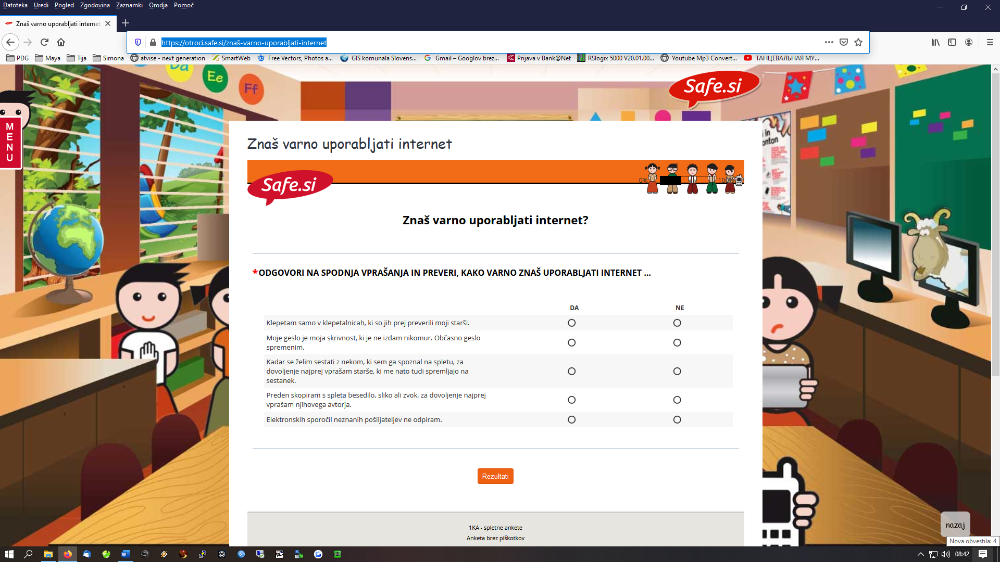 Datoteka Uredi Pogled Zgodovina Zaznamki Orodja Pomoč
Znaš varno uporabljati internet
https://otroci.safe.si/znaš-varno-uporabljati-internet
PDG Maya Tija Simona atvise - next generation SmartWeb Free Vectors, Photos a... GIS komunala Slovens... Gmail – Googlov brez... Prijava v Bank@Net RSlogix 5000 V20.01.00... Youtube Mp3 Convert... ТАНЦЕВАЛЬНАЯ МУ...
Da
Ee
Ff
Safe.si
MENU
Znaš varno uporabljati internet
Safe.si
0% 100%
Znaš varno uporabljati internet?
*ODGOVORI NA SPODNJA VPRAŠANJA IN PREVERI, KAKO VARNO ZNAŠ UPORABLJATI INTERNET ...
DA NE
Klepetam samo v klepetalnicah, ki so jih prej preverili moji starši.
Moje geslo je moja skrivnost, ki je ne izdam nikomur. Občasno geslo
spremenim.
Kadar se želim sestati z nekom, ki sem ga spoznal na spletu, za
dovoljenje najprej vprašam starše, ki me nato tudi spremljajo na
sestanek.
Preden skopiram s spleta besedilo, sliko ali zvok, za dovoljenje najprej
vprašam njihovega avtorja.
Elektronskih sporočil neznanih pošiljateljev ne odpiram.
Rezultati
1KA - spletne ankete
Anketa brez piškotkov
nazaj
Nova obvestila: 4
08:42